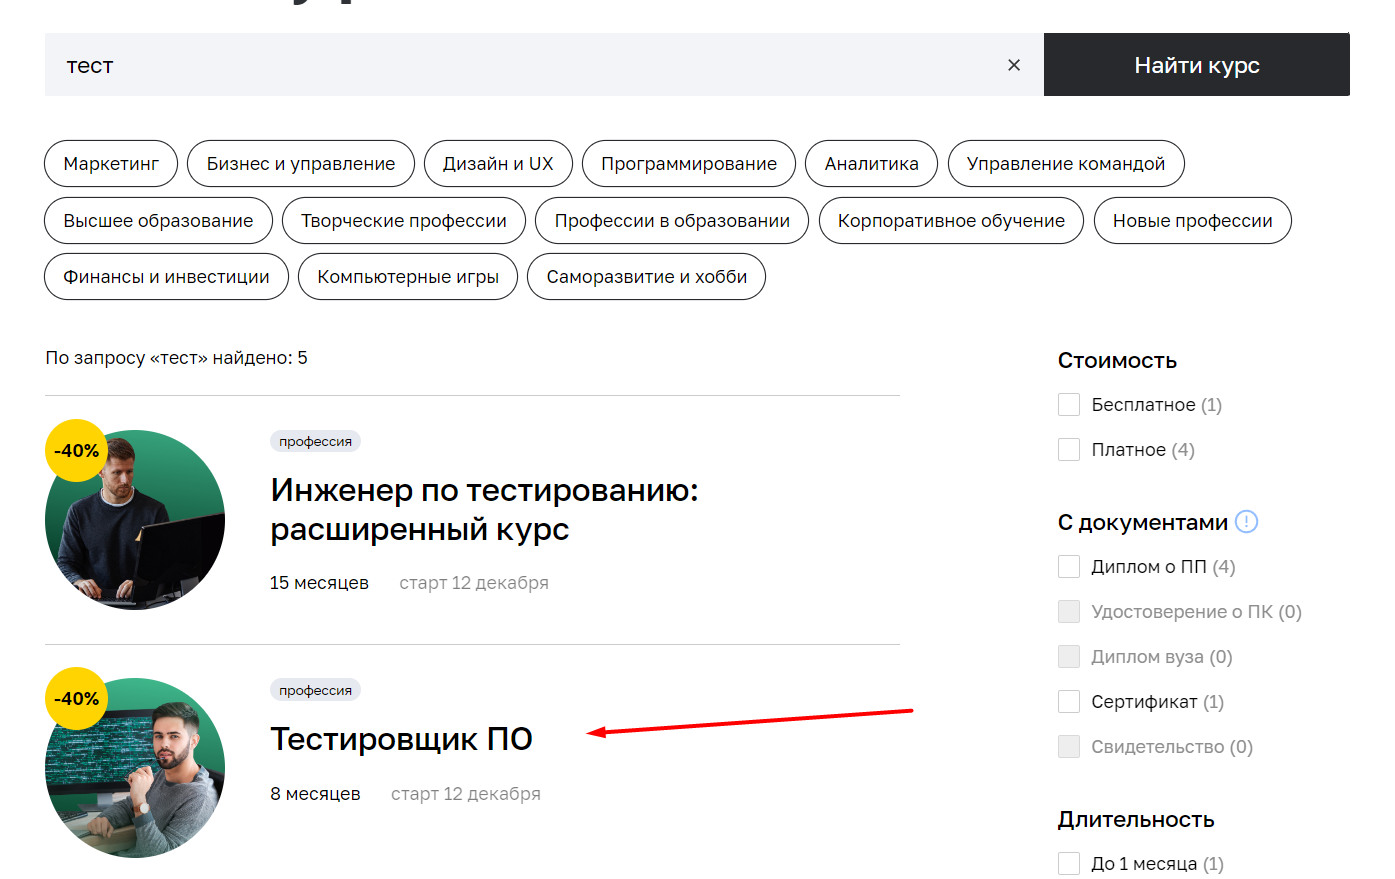 тест
Найти курс
Маркетинг
Бизнес и управление
Дизайн и UX
Программирование
Аналитика
Управление командой
Высшее образование
Творческие профессии
Профессии в образовании
Корпоративное обучение
Новые профессии
Финансы и инвестиции
Компьютерные игры
Саморазвитие и хобби
По запросу «тест» найдено: 5
-40%
профессия
Инженер по тестированию:
расширенный курс
15 месяцев
старт 12 декабря
-40%
профессия
Тестировщик ПО
8 месяцев
старт 12 декабря
Стоимость
Бесплатное (1)
Платное (4)
С документами
Диплом о ПП (4)
Удостоверение о ПК (0)
Диплом вуза (0)
Сертификат (1)
Свидетельство (0)
Длительность
До 1 месяца (1)